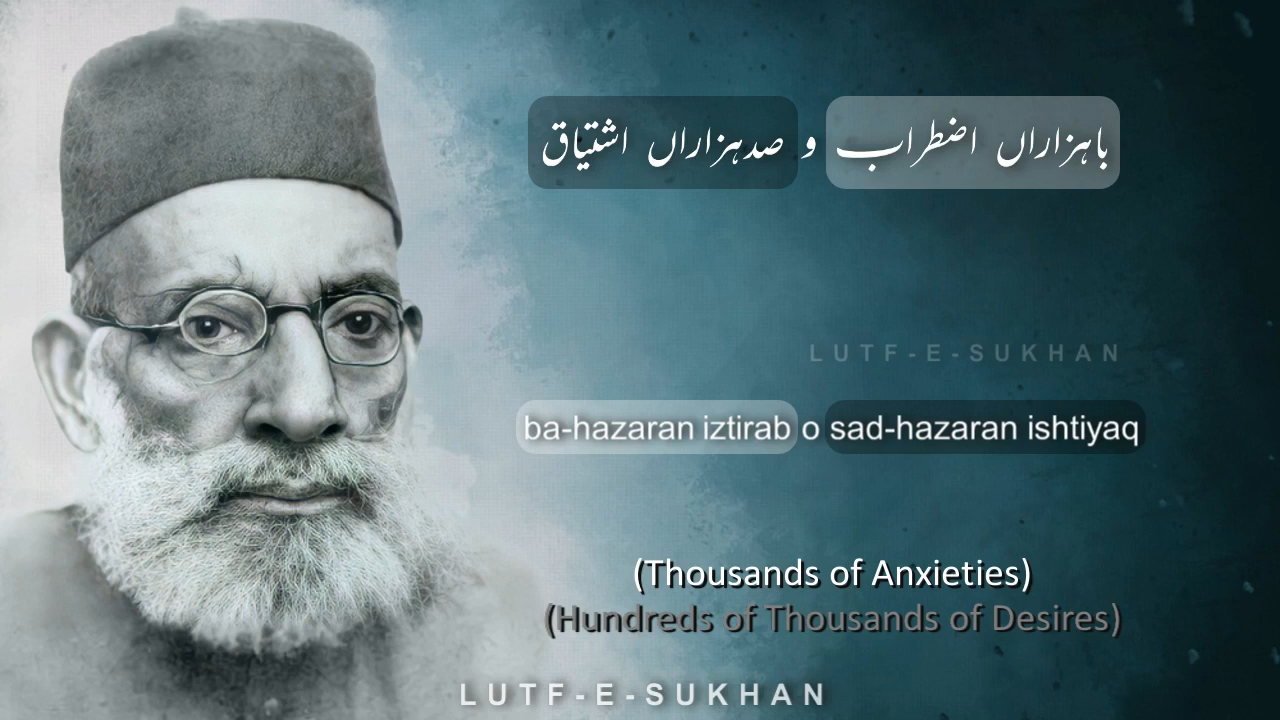 باہزاراں اضطراب و صدہزاراں اشتیاق
LUTF-E-SUKHAN
ba-hazaran iztirab o sad-hazaran ishtiyaq
(Thousands of Anxieties)
(Hundreds of Thousands of Desires)
LUTF-E-SUKHAN